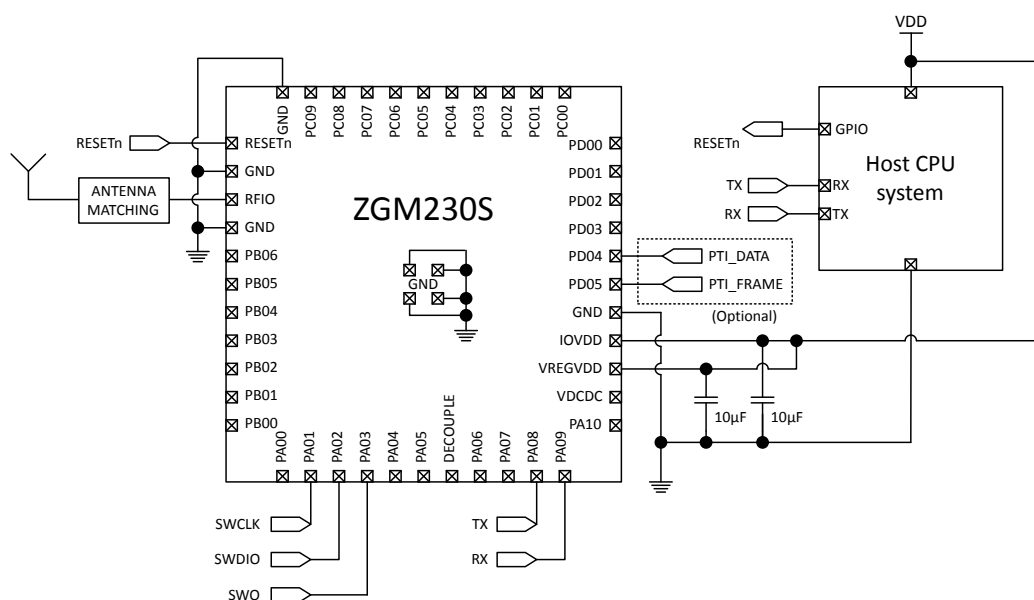 VDD
GND
PC09
PC08
PC07
PC06
PC05
PC04
PC03
PC02
PC01
PC00
RESETn
RESETn
GND
RFIO
GND
PB06
PB05
PB04
PB03
PB02
PB01
PB00
ANTENNA
MATCHING
ZGM230S
GND
PD00
PD01
PD02
PD03
PD04
PD05
GND
IOVDD
VREGVDD
VDCDC
PA10
PTI_DATA
PTI_FRAME
(Optional)
10µF
10µF
RESETn
GPIO
Host CPU
system
TX
RX
RX
TX
PA00
PA01
PA02
PA03
PA04
PA05
DECOUPLE
PA06
PA07
PA08
PA09
SWCLK
SWDIO
SWO
TX
RX